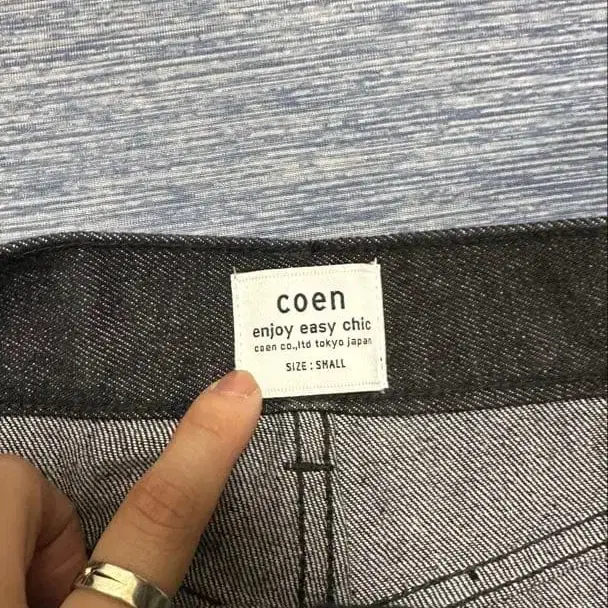 coen
enjoy easy chic
coen co.,ltd tokyo japan
SIZE : SMALL